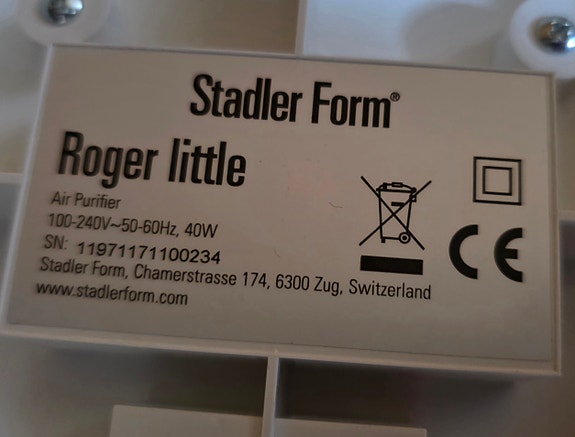 Stadler Form®
Roger little
Air Purifier
100-240V~50-60Hz, 40W
SN: 11971171100234
Stadler Form, Chamerstrasse 174, 6300 Zug, Switzerland
www.stadlerform.com
CE